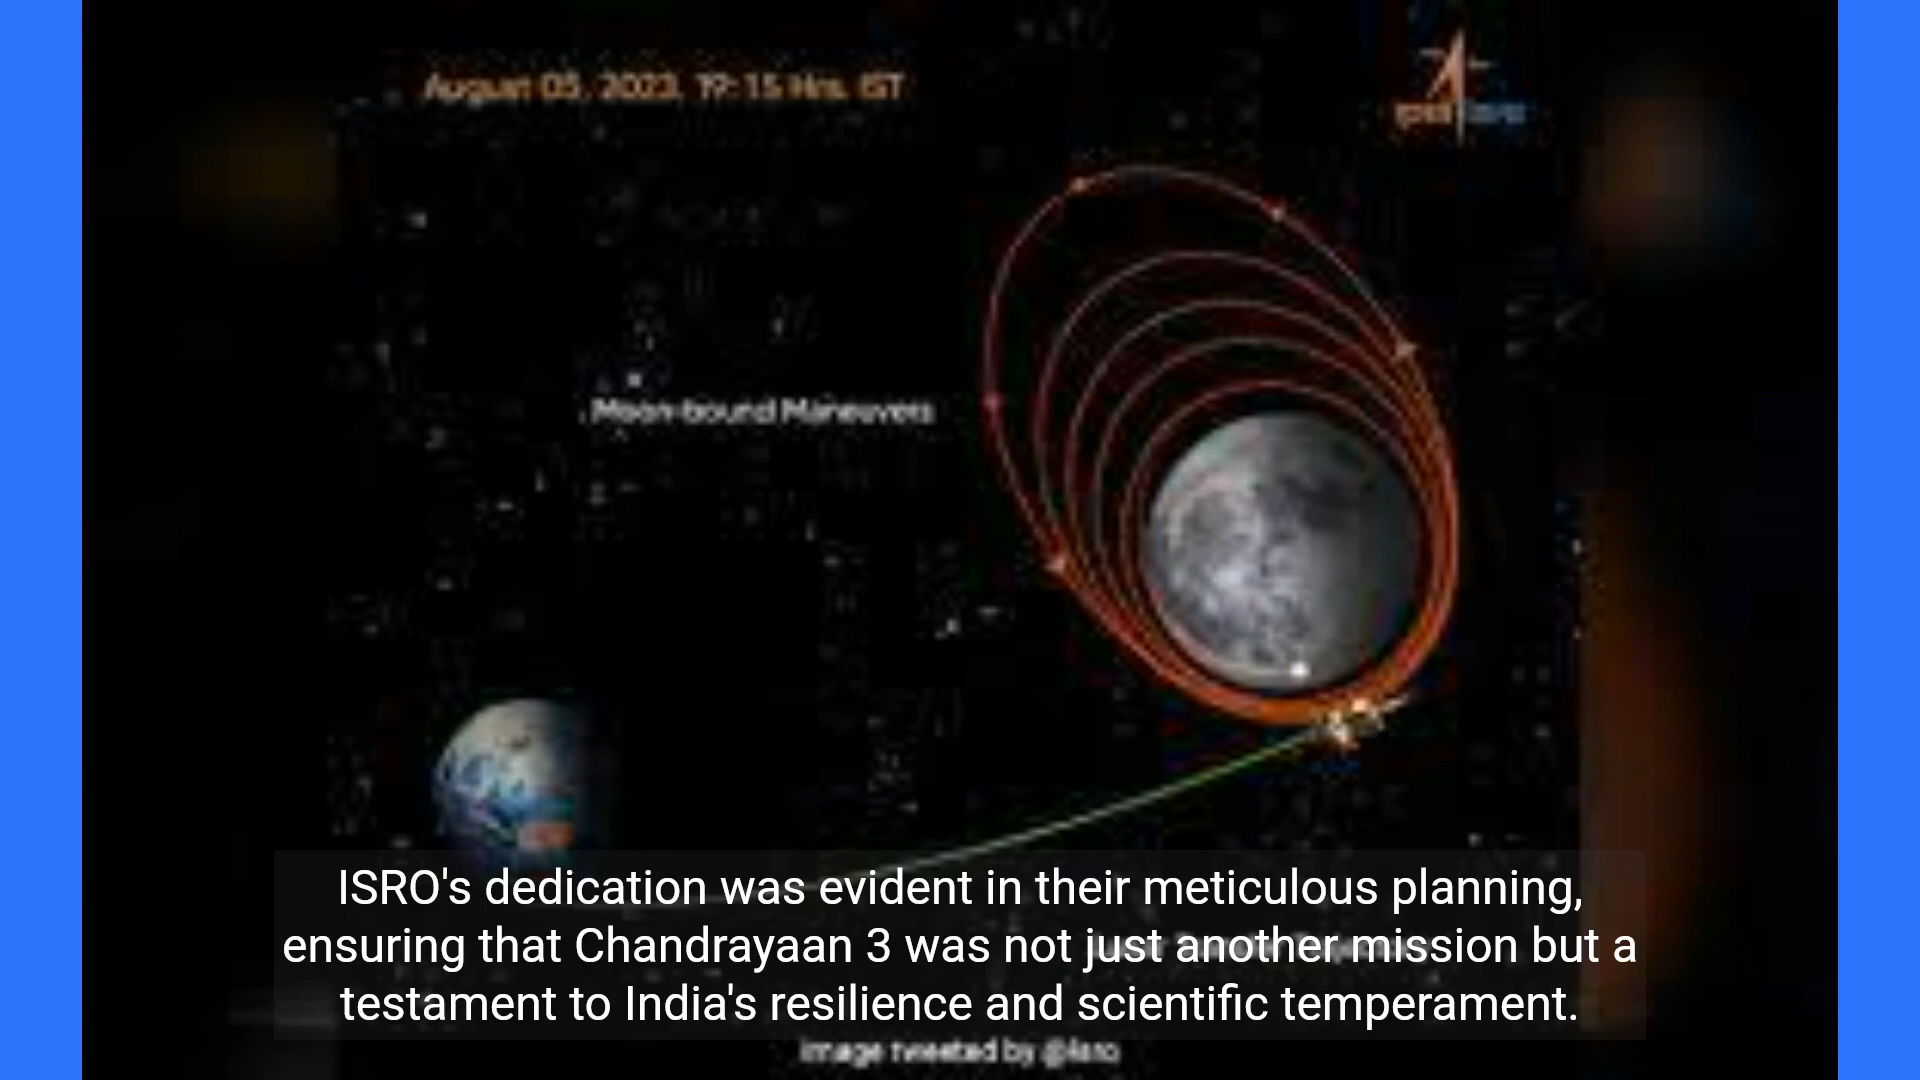 August 05, 2023, 19:15 Hrs. IST
इसरो isro
Moon-bound Maneuvers
ISRO's dedication was evident in their meticulous planning,
ensuring that Chandrayaan 3 was not just another mission but a
testament to India's resilience and scientific temperament.
image tweeted by @isro